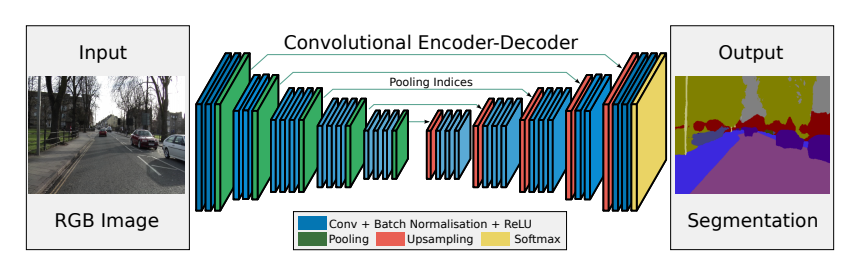 Input
RGB Image
Convolutional Encoder-Decoder
Pooling Indices
Conv + Batch Normalisation + ReLU
Pooling Upsampling Softmax
Output
Segmentation